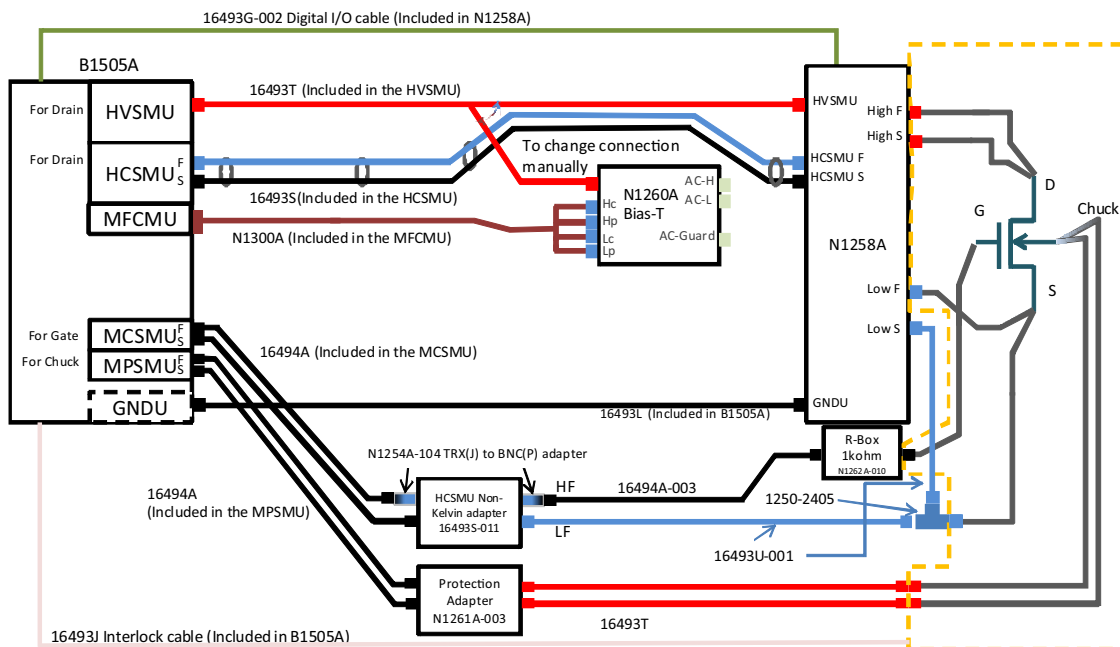 16493G-002 Digital I/O cable (Included in N1258A)
B1505A
For Drain
HVSMU
16493T (Included in the HVSMU)
HVSMU
High F
High S
For Drain
HCSMU
F
S
To change connection
manually
HCSMU F
HCSMU S
16493S(Included in the HCSMU)
N1260A
Bias-T
AC-H
AC-L
AC-Guard
Hc
Hp
Lc
Lp
MFCMU
N1300A (Included in the MFCMU)
N1258A
D
G
Chuck
S
Low F
Low S
For Gate
MCSMU
F
S
For Chuck
MPSMU
F
S
16494A (Included in the MCSMU)
GNDU
16493L (Included in B1505A)
GNDU
R-Box
1kohm
N1262A-010
N1254A-104 TRX(J) to BNC(P) adapter
16494A
(Included in the MPSMU)
HCSMU Non-
Kelvin adapter
16493S-011
HF
LF
16494A-003
1250-2405
16493U-001
Protection
Adapter
N1261A-003
16493T
16493J Interlock cable (Included in B1505A)